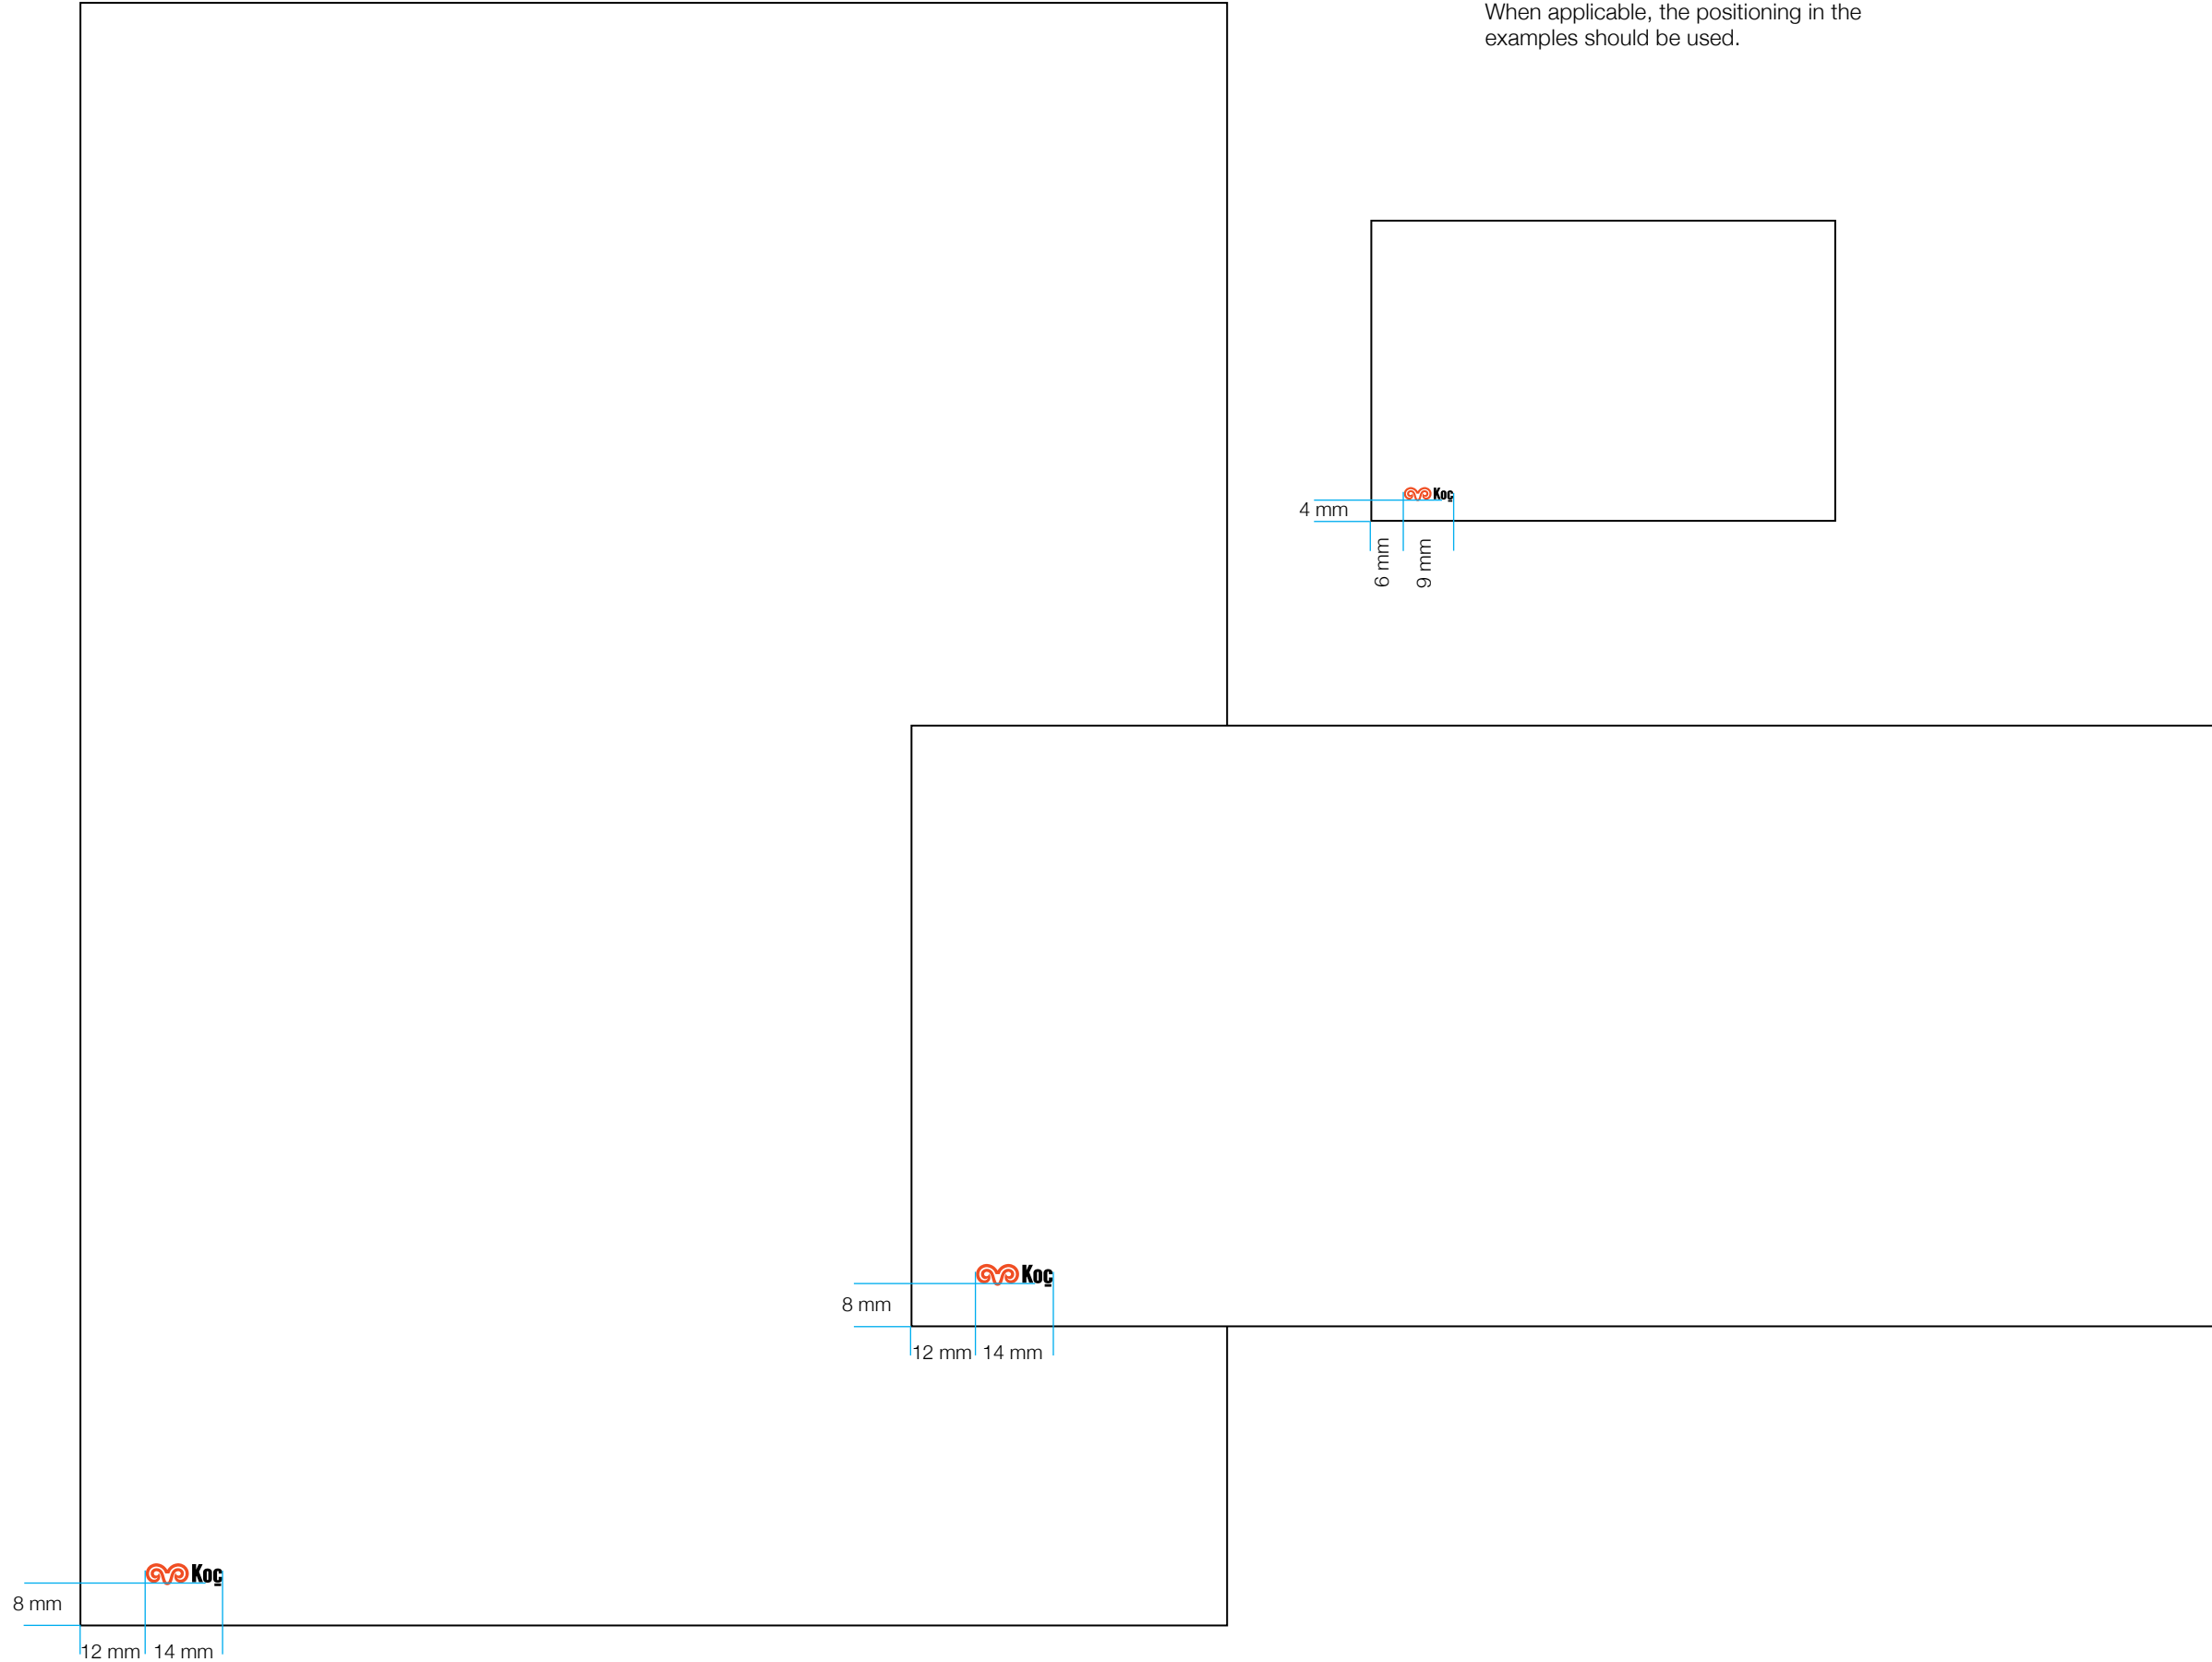 When applicable, the positioning in the
examples should be used.
Koç
4 mm
6 mm
9 mm
Koç
8 mm
12 mm
14 mm
Koç
8 mm
12 mm
14 mm